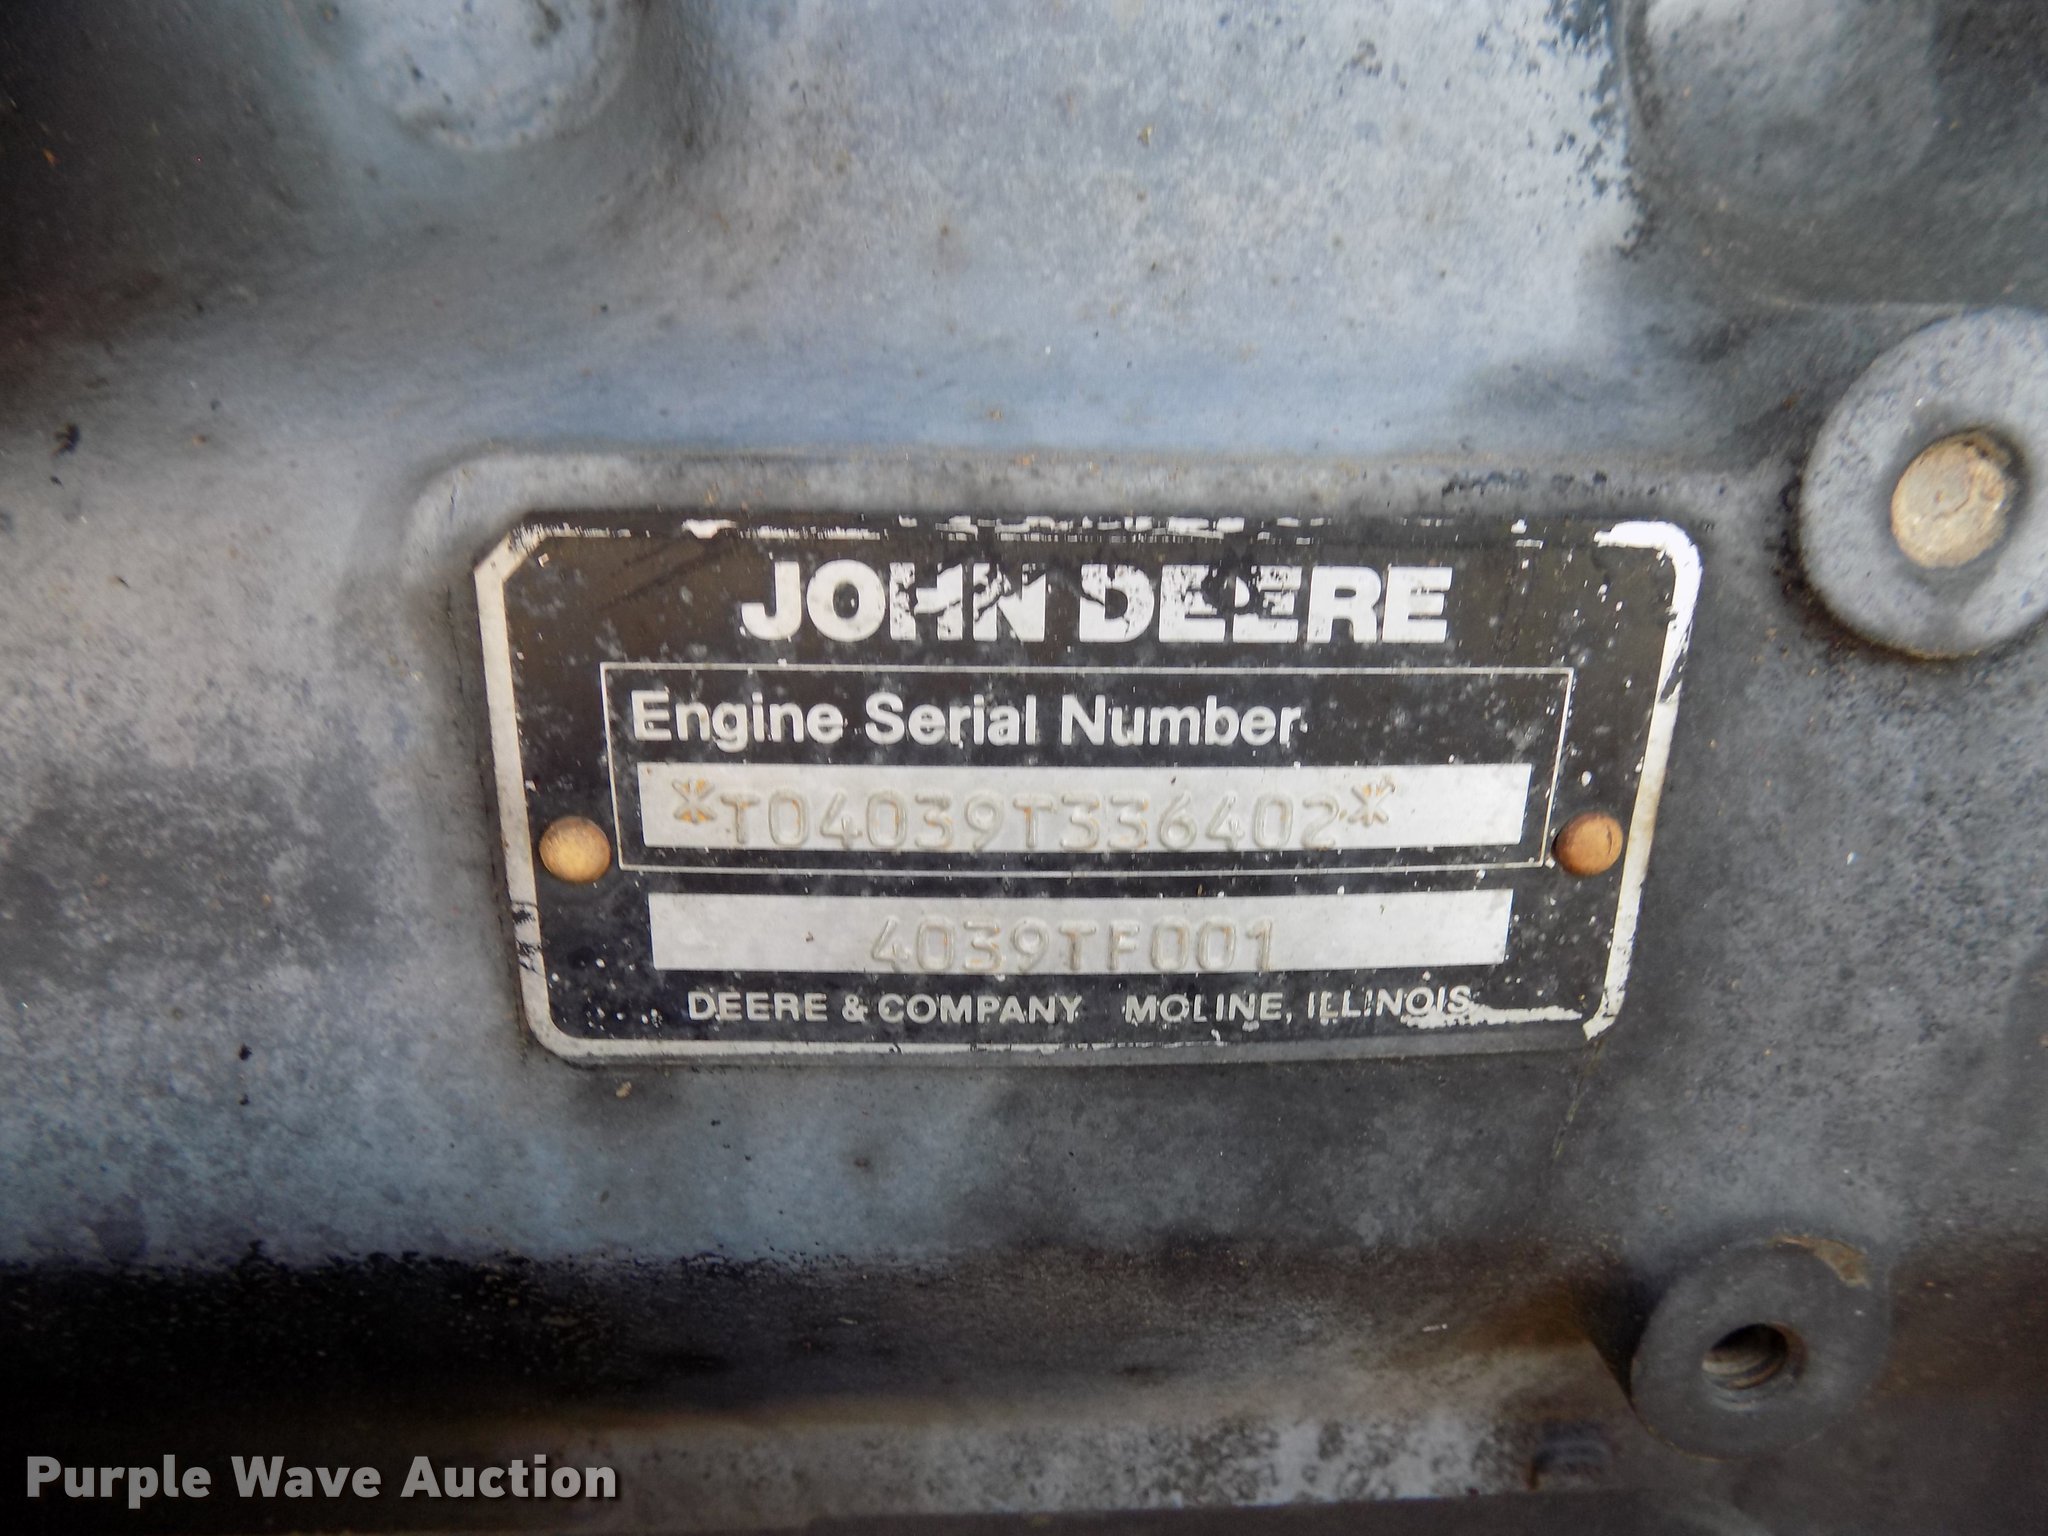 JOHN DEERE
Engine Serial Number
*T04039T336402*
4039TF001
DEERE & COMPANY MOLINE, ILLINOIS
Purple Wave Auction